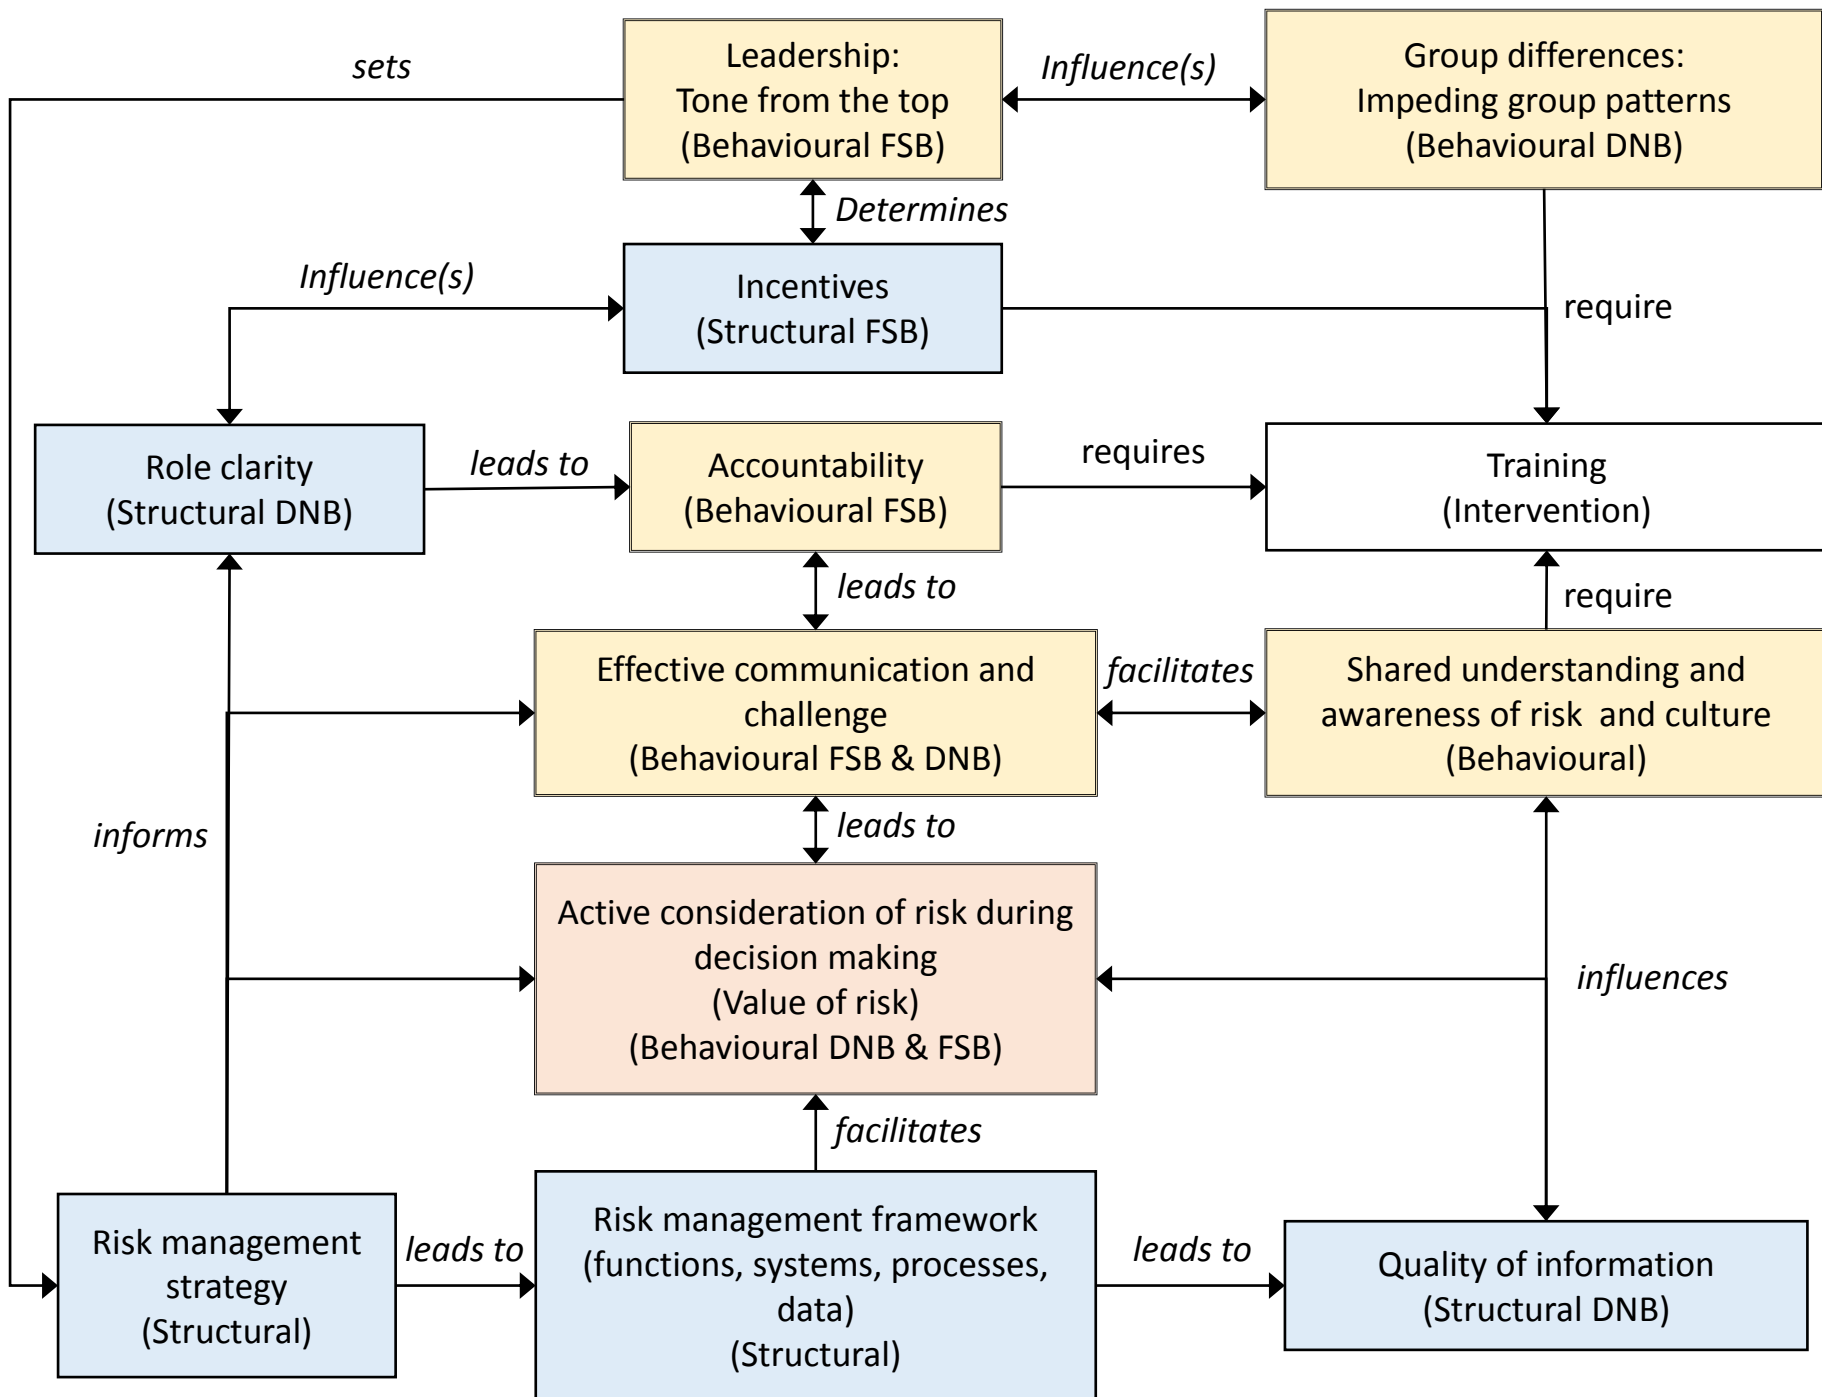 sets
Leadership:
Tone from the top
(Behavioural FSB)
Influence(s)
Group differences:
Impeding group patterns
(Behavioural DNB)
Determines
Influence(s)
Incentives
(Structural FSB)
require
Role clarity
(Structural DNB)
leads to
Accountability
(Behavioural FSB)
requires
Training
(Intervention)
leads to
require
Effective communication and
challenge
(Behavioural FSB & DNB)
facilitates
Shared understanding and
awareness of risk and culture
(Behavioural)
informs
leads to
Active consideration of risk during
decision making
(Value of risk)
(Behavioural DNB & FSB)
influences
facilitates
Risk management
strategy
(Structural)
leads to
Risk management framework
(functions, systems, processes,
data)
(Structural)
leads to
Quality of information
(Structural DNB)